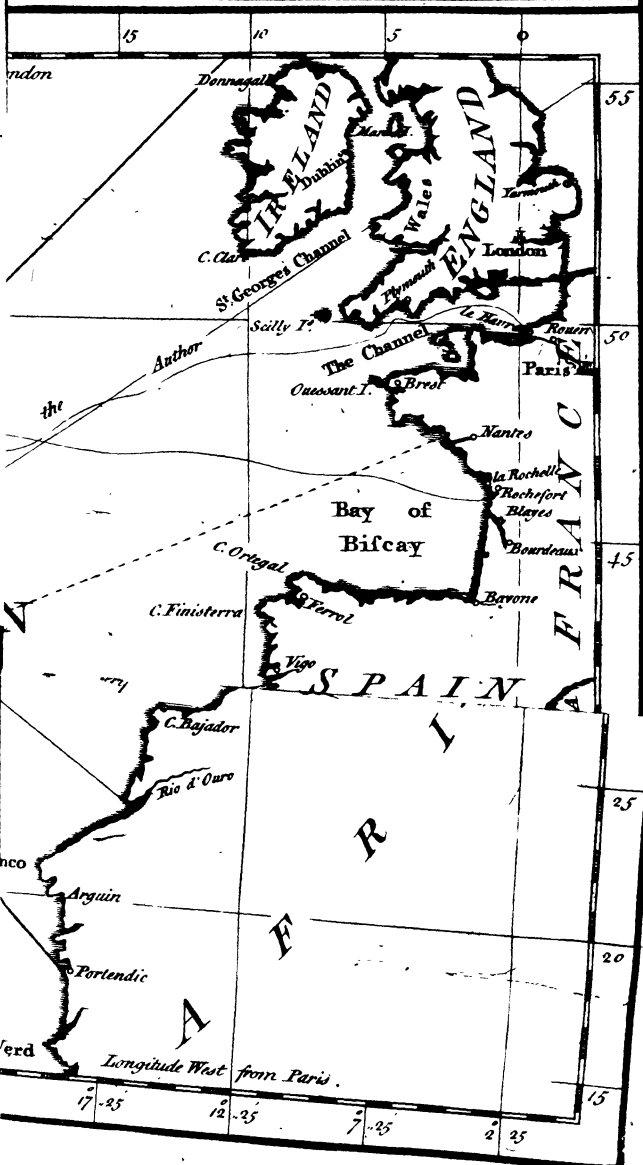 15 10 5 0
ndon
Donnagall
55
IRELAND
Dublin
Wales
ENGLAND
Yarmouth
London
C. Clar
St. Georges Channel
Plymouth
Scilly Is.
le Havre
Rouen
50
The Channel
Paris
Author
the
Ouessant I.
Brest
FRANCE
Nantes
la Rochelle
Rochefort
Blayes
Bourdeaux
Bay of
Biscay
45
C. Ortegal
C. Finisterra
Ferrol
Bayone
N
Vigo
SPAIN
C. Bajador
Rio d'Ouro
25
nco
Arguin
20
AFRI
A
Portendic
Verd
Longitude West from Paris.
15
17°.25 12°.25 7°.25 2°.25